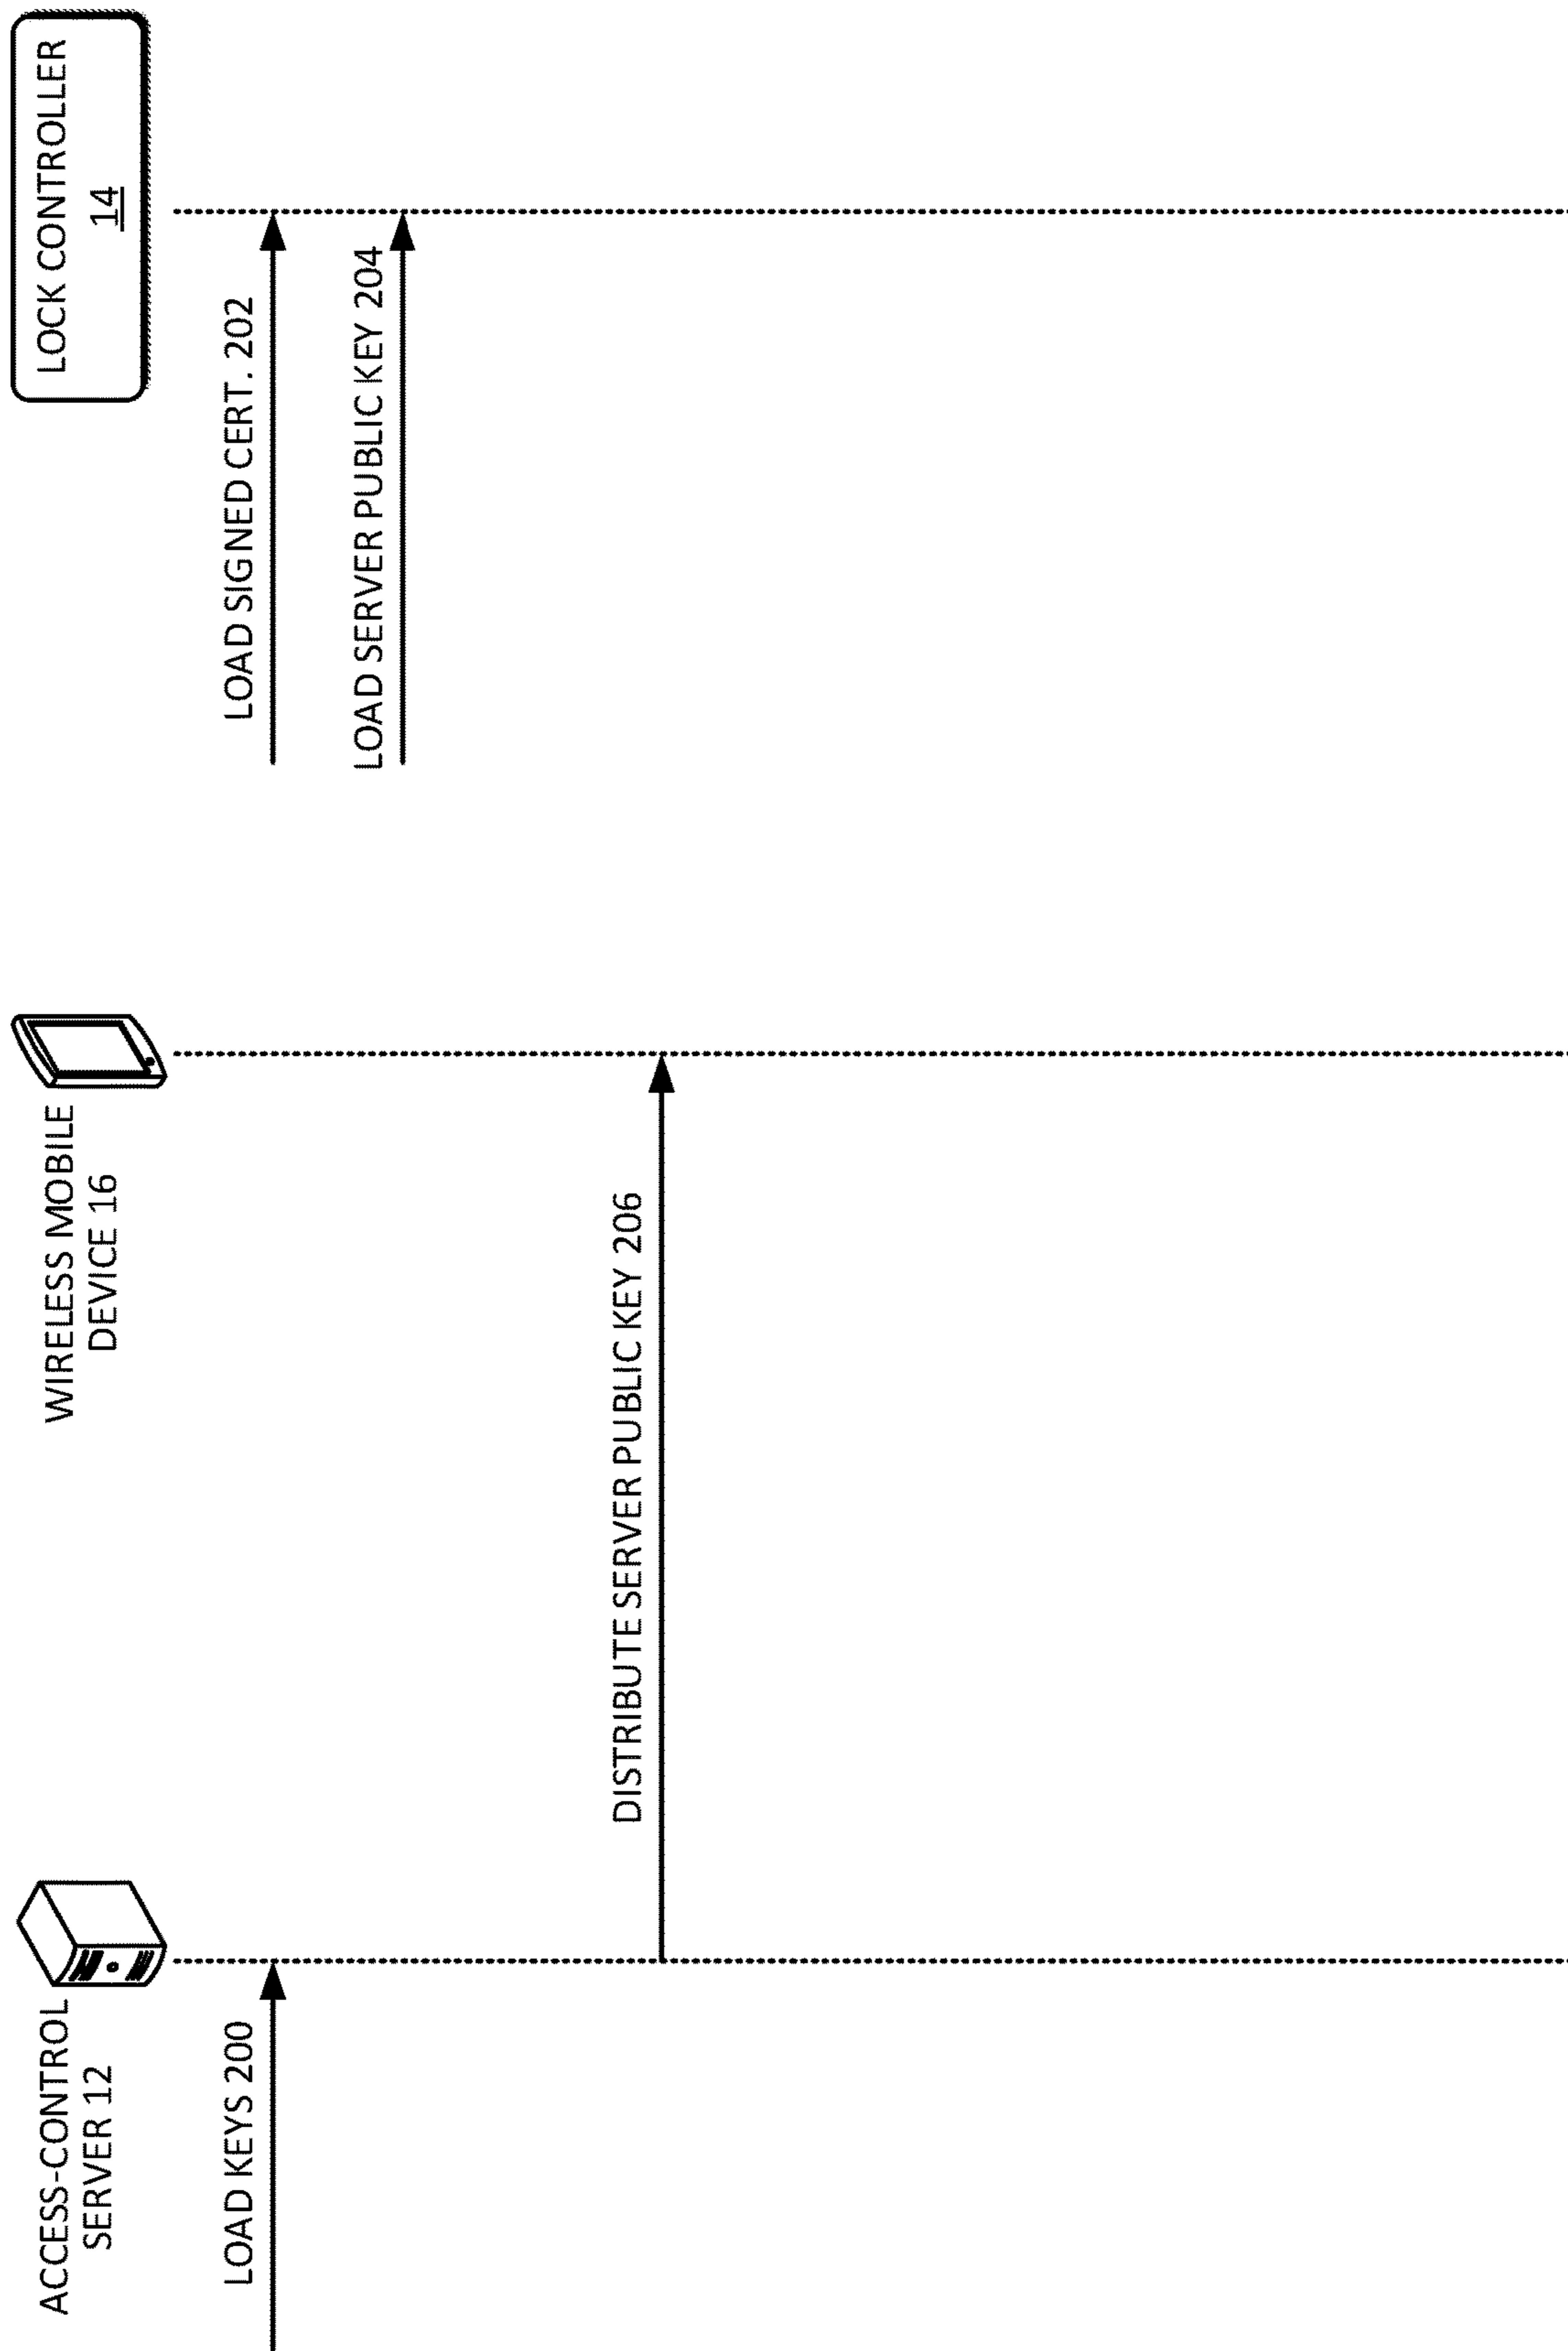 ACCESS-CONTROL
SERVER 12
WIRELESS MOBILE
DEVICE 16
LOCK CONTROLLER
14
LOAD KEYS 200
LOAD SIGNED CERT. 202
LOAD SERVER PUBLIC KEY 204
DISTRIBUTE SERVER PUBLIC KEY 206